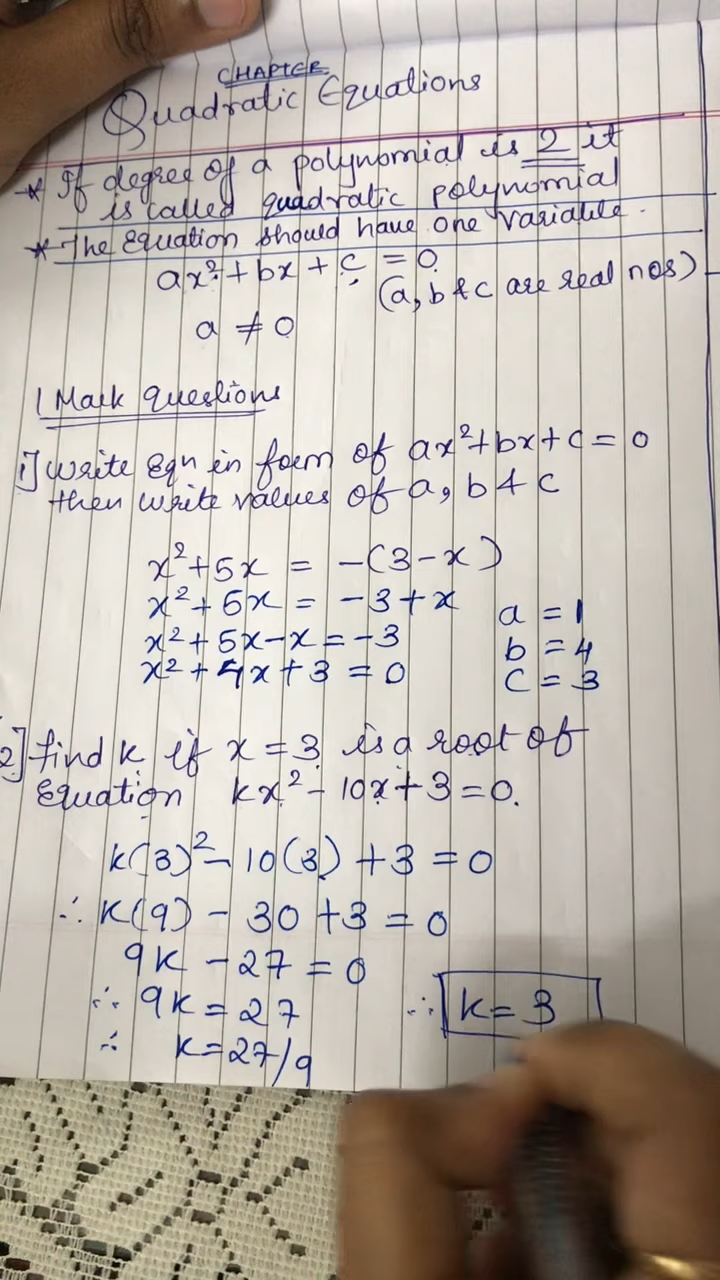 CHAPTER
Quadratic Equations
* If degree of a polynomial is 2 it
is called quadratic polynomial
* The Equation should have one variable.
ax² + bx + c = 0
(a, b & c are real nos)
a ≠ 0
1 Mark questions
1] write Eqn in form of ax²+bx+c=0
then write values of a, b & c
x²+5x = -(3-x)
x²+5x = -3+x
x²+5x-x=-3
x²+4x+3=0
a = 1
b = 4
c = 3
2] find k if x = 3 is a root of
Equation kx²-10x+3=0.
k(3)²-10(3)+3=0
∴ k(9) - 30+3=0
9k - 27 = 0
∴ 9k = 27
∴ k=27/9
∴ k=3